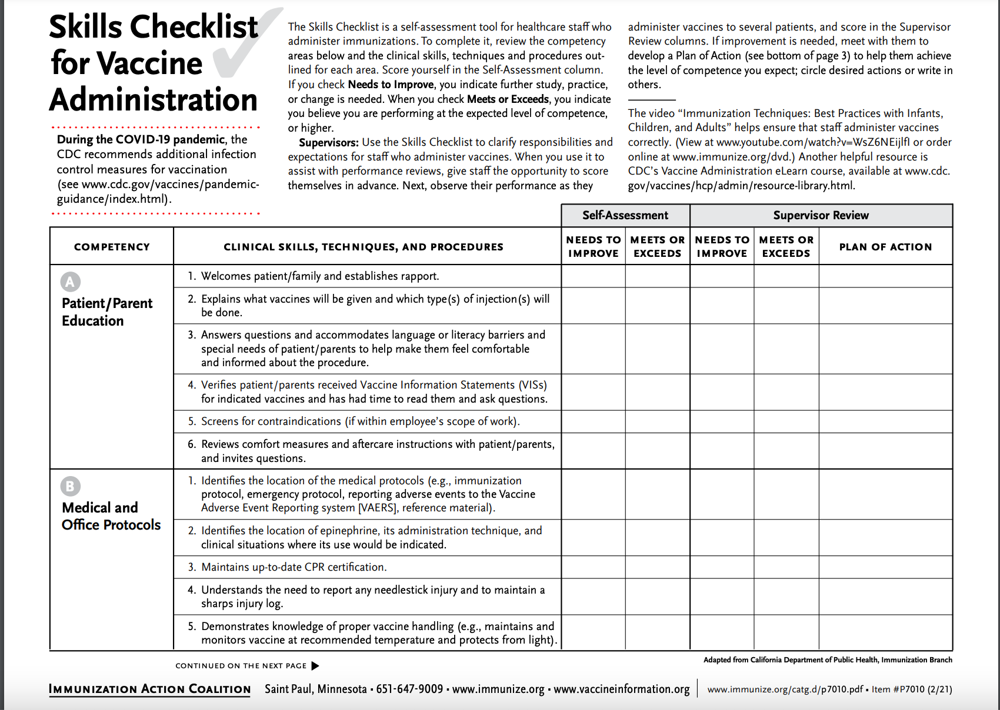 Skills Checklist
for Vaccine
Administration
During the COVID-19 pandemic, the
CDC recommends additional infection
control measures for vaccination
(see www.cdc.gov/vaccines/pandemic-
guidance/index.html).
The Skills Checklist is a self-assessment tool for healthcare staff who
administer immunizations. To complete it, review the competency
areas below and the clinical skills, techniques and procedures out-
lined for each area. Score yourself in the Self-Assessment column.
If you check Needs to Improve, you indicate further study, practice,
or change is needed. When you check Meets or Exceeds, you indicate
you believe you are performing at the expected level of competence,
or higher.
Supervisors: Use the Skills Checklist to clarify responsibilities and
expectations for staff who administer vaccines. When you use it to
assist with performance reviews, give staff the opportunity to score
themselves in advance. Next, observe their performance as they
administer vaccines to several patients, and score in the Supervisor
Review columns. If improvement is needed, meet with them to
develop a Plan of Action (see bottom of page 3) to help them achieve
the level of competence you expect; circle desired actions or write in
others.
The video “Immunization Techniques: Best Practices with Infants,
Children, and Adults” helps ensure that staff administer vaccines
correctly. (View at www.youtube.com/watch?v=WsZ6NEijlfI or order
online at www.immunize.org/dvd.) Another helpful resource is
CDC’s Vaccine Administration eLearn course, available at www.cdc.
gov/vaccines/hcp/admin/resource-library.html.
Self-Assessment
Supervisor Review
COMPETENCY
CLINICAL SKILLS, TECHNIQUES, AND PROCEDURES
NEEDS TO
IMPROVE
MEETS OR
EXCEEDS
NEEDS TO
IMPROVE
MEETS OR
EXCEEDS
PLAN OF ACTION
A
Patient/Parent
Education
1. Welcomes patient/family and establishes rapport.
2. Explains what vaccines will be given and which type(s) of injection(s) will
be done.
3. Answers questions and accommodates language or literacy barriers and
special needs of patient/parents to help make them feel comfortable
and informed about the procedure.
4. Verifies patient/parents received Vaccine Information Statements (VISs)
for indicated vaccines and has had time to read them and ask questions.
5. Screens for contraindications (if within employee’s scope of work).
6. Reviews comfort measures and aftercare instructions with patient/parents,
and invites questions.
B
Medical and
Office Protocols
1. Identifies the location of the medical protocols (e.g., immunization
protocol, emergency protocol, reporting adverse events to the Vaccine
Adverse Event Reporting system [VAERS], reference material).
2. Identifies the location of epinephrine, its administration technique, and
clinical situations where its use would be indicated.
3. Maintains up-to-date CPR certification.
4. Understands the need to report any needlestick injury and to maintain a
sharps injury log.
5. Demonstrates knowledge of proper vaccine handling (e.g., maintains and
monitors vaccine at recommended temperature and protects from light).
CONTINUED ON THE NEXT PAGE ▶
Adapted from California Department of Public Health, Immunization Branch
IMMUNIZATION ACTION COALITION Saint Paul, Minnesota • 651-647-9009 • www.immunize.org • www.vaccineinformation.org
www.immunize.org/catg.d/p7010.pdf • Item #P7010 (2/21)